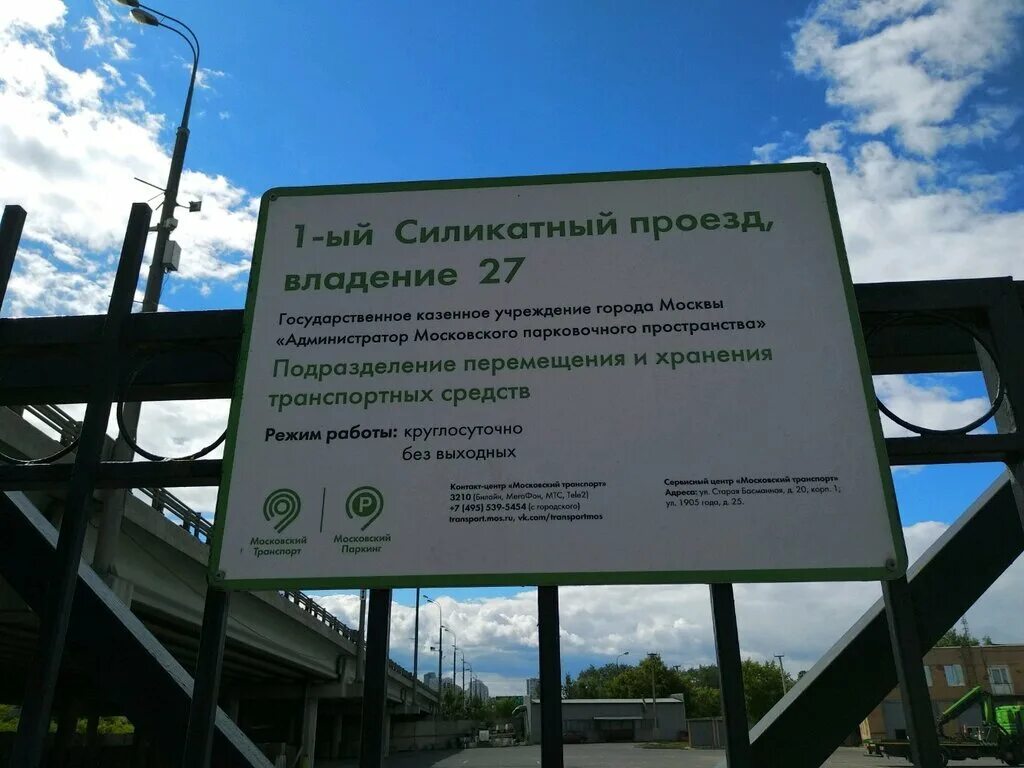 1-ый Силикатный проезд,
владение 27
Государственное казенное учреждение города Москвы
«Администратор Московского парковочного пространства»
Подразделение перемещения и хранения
транспортных средств
Режим работы: круглосуточно
без выходных
Контакт-центр «Московский транспорт»
3210 (Билайн, МегаФон, МТС, Tele2)
+7 (495) 539-5454 (с городского)
transport.mos.ru, vk.com/transportmos
Сервисный центр «Московский транспорт»
Адреса: ул. Старая Басманная, д. 20, корп. 1;
ул. 1905 года, д. 25.
Московский
Транспорт
P
Московский
Паркинг